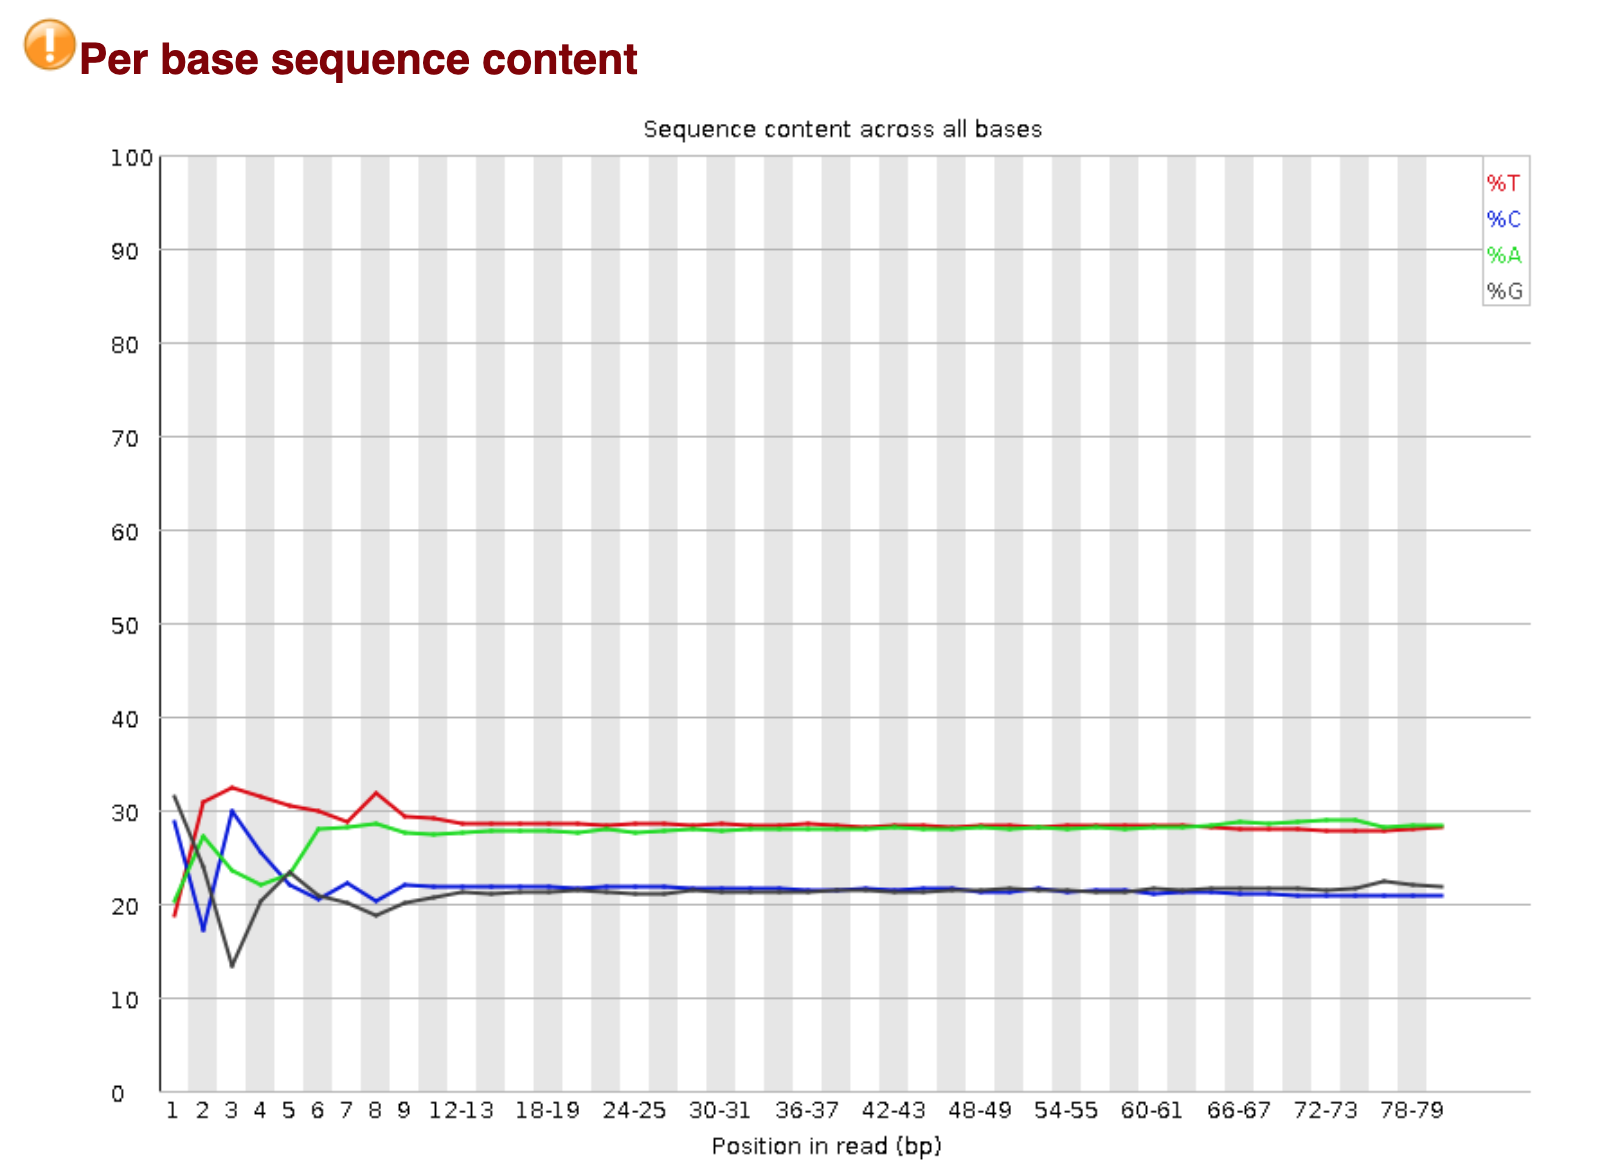 Per base sequence content
Sequence content across all bases
%T
%C
%A
%G
100
90
80
70
60
50
40
30
20
10
0
1 2 3 4 5 6 7 8 9 12-13 18-19 24-25 30-31 36-37 42-43 48-49 54-55 60-61 66-67 72-73 78-79
Position in read (bp)